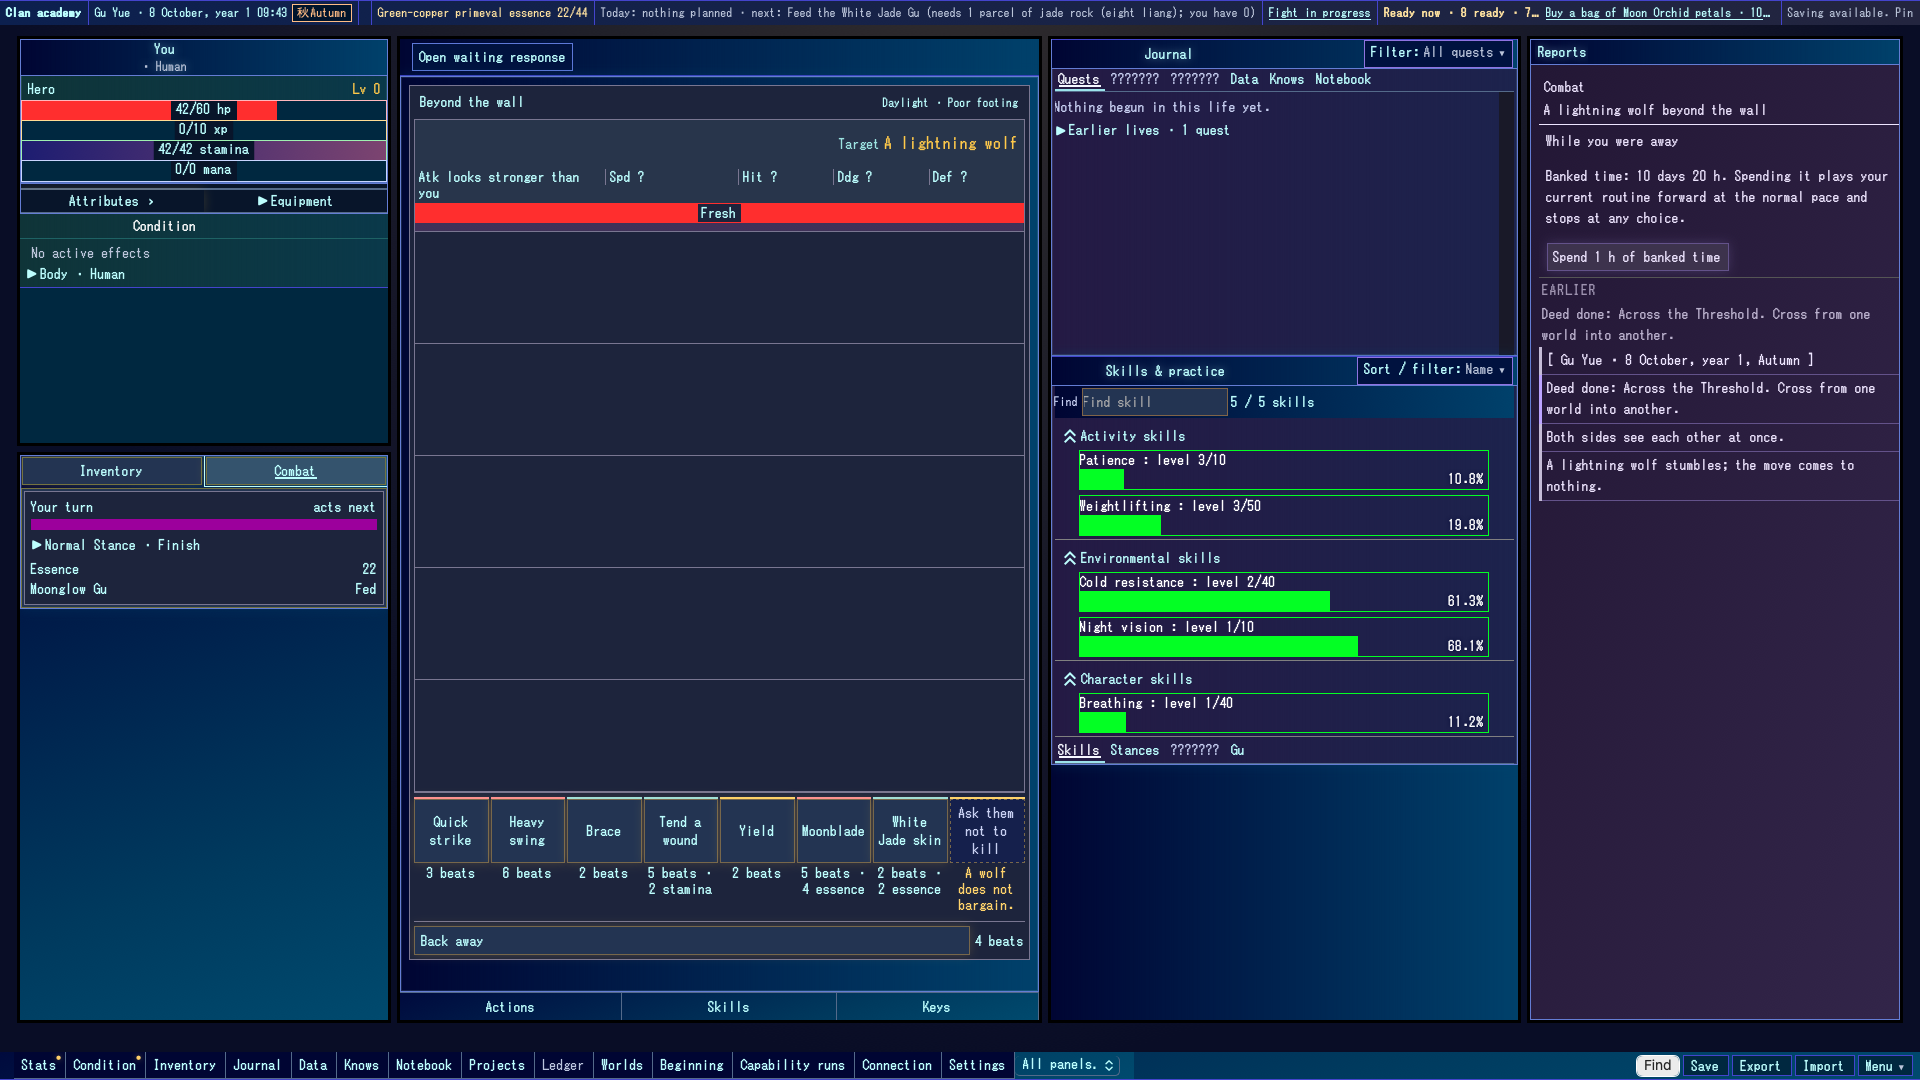 Clan academy
Gu Yue · 8 October, year 1 09:43 秋Autumn
Green-copper primeval essence 22/44
Today: nothing planned · next: Feed the White Jade Gu (needs 1 parcel of jade rock (eight liang); you have 0)
Fight in progress
Ready now · 8 ready · 7…
Buy a bag of Moon Orchid petals · 10…
Saving available. Pin
You
· Human
Hero
Lv 0
42/60 hp
0/10 xp
42/42 stamina
0/0 mana
Attributes ›
▶Equipment
Condition
No active effects
▶Body · Human
Inventory
Combat
Your turn
acts next
▶Normal Stance · Finish
Essence
22
Moonglow Gu
Fed
Open waiting response
Beyond the wall
Daylight · Poor footing
Target A lightning wolf
Atk looks stronger than you
Spd ?
Hit ?
Ddg ?
Def ?
Fresh
Quick strike
3 beats
Heavy swing
6 beats
Brace
2 beats
Tend a wound
5 beats · 2 stamina
Yield
2 beats
Moonblade
5 beats · 4 essence
White Jade skin
2 beats · 2 essence
Ask them not to kill
A wolf does not bargain.
Back away
4 beats
Actions
Skills
Keys
Journal
Filter: All quests ▾
Quests ??????? ??????? Data Knows Notebook
Nothing begun in this life yet.
▶Earlier lives · 1 quest
Skills & practice
Sort / filter: Name ▾
Find
Find skill
5 / 5 skills
Activity skills
Patience : level 3/10
10.8%
Weightlifting : level 3/50
19.8%
Environmental skills
Cold resistance : level 2/40
61.3%
Night vision : level 1/10
68.1%
Character skills
Breathing : level 1/40
11.2%
Skills Stances ??????? Gu
Reports
Combat
A lightning wolf beyond the wall
While you were away
Banked time: 10 days 20 h. Spending it plays your
current routine forward at the normal pace and
stops at any choice.
Spend 1 h of banked time
EARLIER
Deed done: Across the Threshold. Cross from one
world into another.
[ Gu Yue · 8 October, year 1, Autumn ]
Deed done: Across the Threshold. Cross from one
world into another.
Both sides see each other at once.
A lightning wolf stumbles; the move comes to
nothing.
Stats
Condition
Inventory
Journal
Data
Knows
Notebook
Projects
Ledger
Worlds
Beginning
Capability runs
Connection
Settings
All panels.
Find
Save
Export
Import
Menu ▾